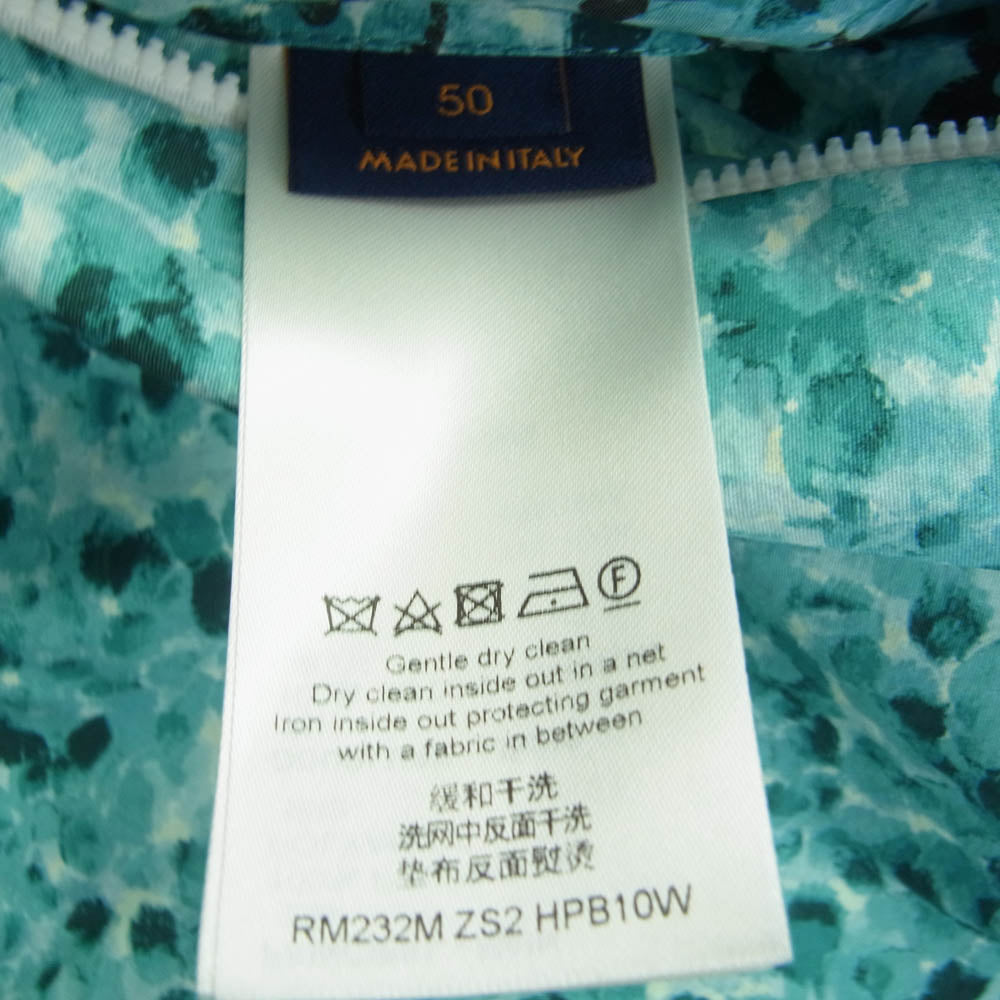 50
MADE IN ITALY
F
Gentle dry clean
Dry clean inside out in a net
Iron inside out protecting garment
with a fabric in between
缓和干洗
洗网中反面干洗
垫布反面熨烫
RM232M ZS2 HPB10W